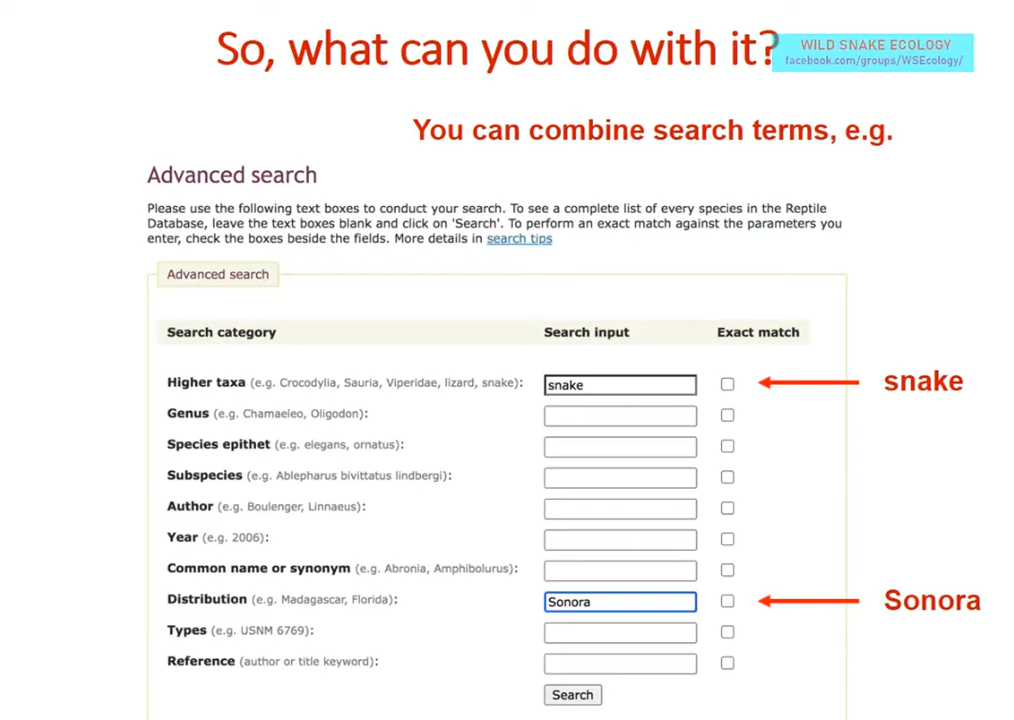 So, what can you do with it?
WILD SNAKE ECOLOGY
facebook.com/groups/WSEcology/
You can combine search terms, e.g.
Advanced search
Please use the following text boxes to conduct your search. To see a complete list of every species in the Reptile
Database, leave the text boxes blank and click on 'Search'. To perform an exact match against the parameters you
enter, check the boxes beside the fields. More details in search tips
Advanced search
Search category Search input Exact match
Higher taxa (e.g. Crocodylia, Sauria, Viperidae, lizard, snake): snake snake
Genus (e.g. Chamaeleo, Oligodon):
Species epithet (e.g. elegans, ornatus):
Subspecies (e.g. Ablepharus bivittatus lindbergi):
Author (e.g. Boulenger, Linnaeus):
Year (e.g. 2006):
Common name or synonym (e.g. Abronia, Amphibolurus):
Distribution (e.g. Madagascar, Florida): Sonora Sonora
Types (e.g. USNM 6769):
Reference (author or title keyword):
Search